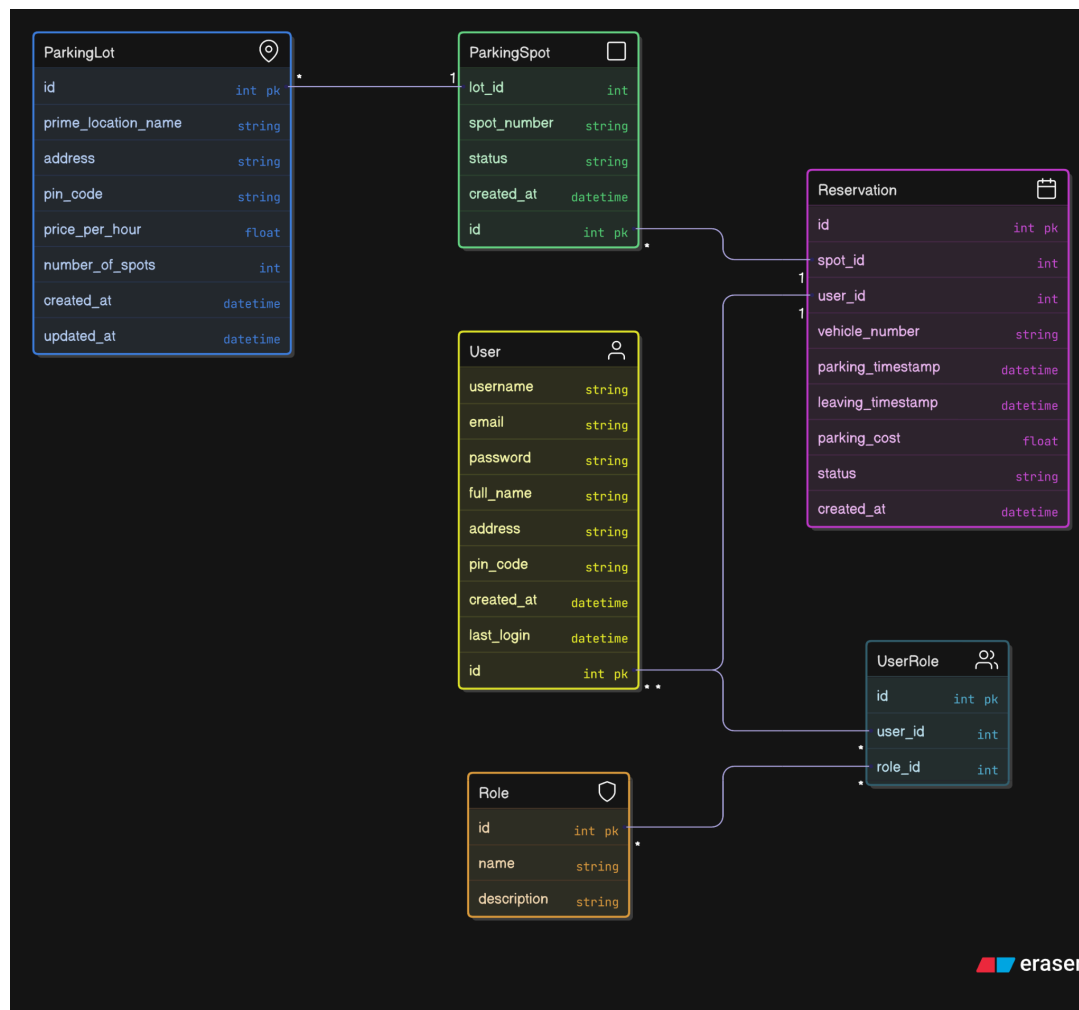 ParkingLot
id int pk
prime_location_name string
address string
pin_code string
price_per_hour float
number_of_spots int
created_at datetime
updated_at datetime
* 1
ParkingSpot
lot_id int
spot_number string
status string
created_at datetime
id int pk
*
Reservation
id int pk
spot_id int
1
user_id int
1
vehicle_number string
parking_timestamp datetime
leaving_timestamp datetime
parking_cost float
status string
created_at datetime
User
username string
email string
password string
full_name string
address string
pin_code string
created_at datetime
last_login datetime
id int pk
* *
UserRole
id int pk
user_id int
*
role_id int
*
Role
id int pk
*
name string
description string
eraser